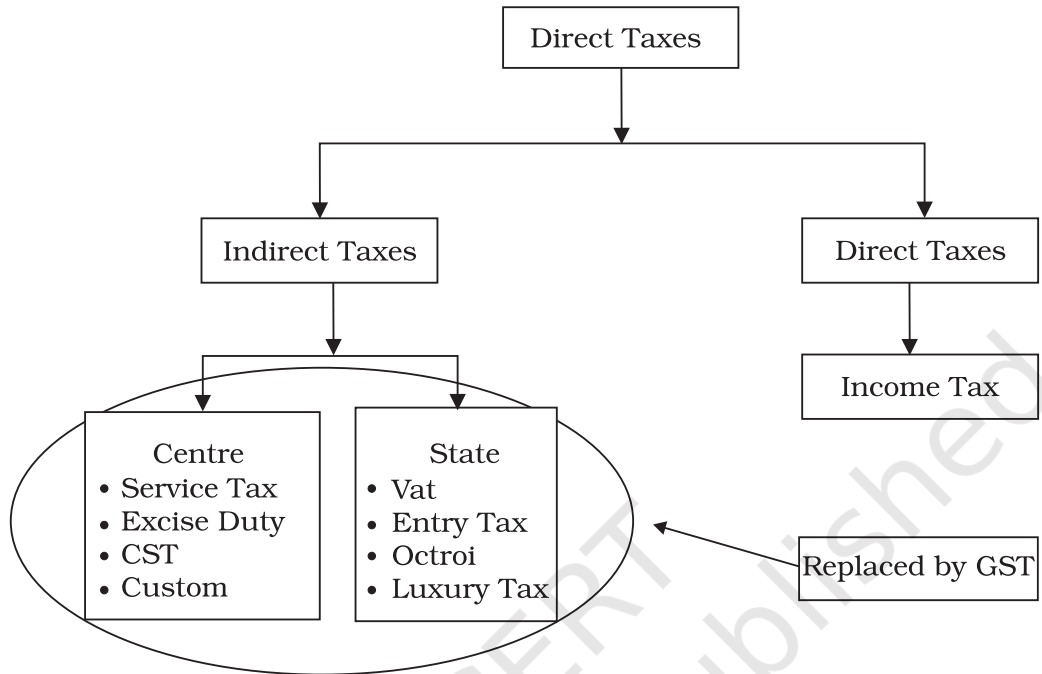 Direct Taxes
Indirect Taxes
Direct Taxes
Income Tax
Centre
• Service Tax
• Excise Duty
• CST
• Custom
State
• Vat
• Entry Tax
• Octroi
• Luxury Tax
Replaced by GST